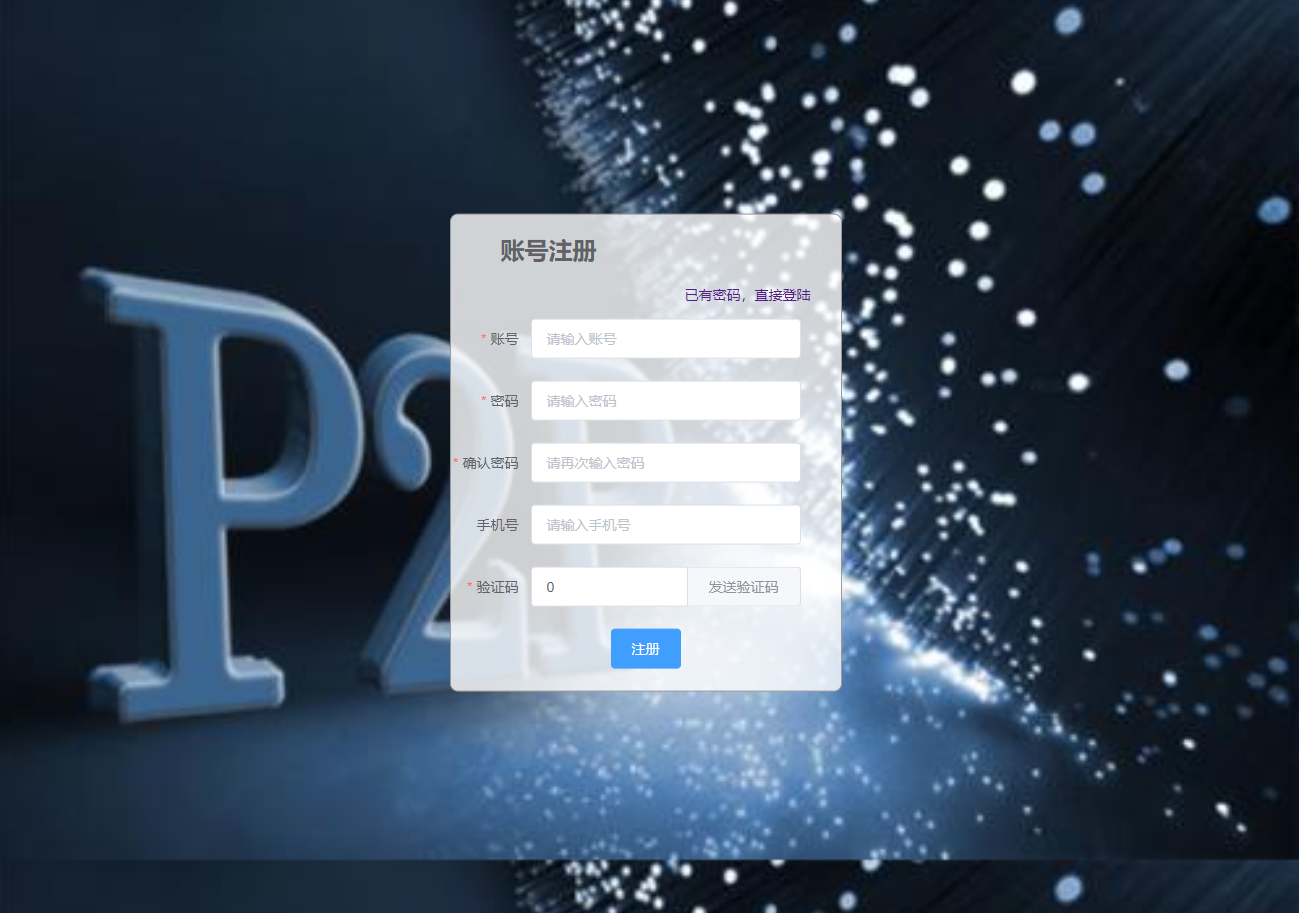 账号注册
已有密码，直接登陆
* 账号 请输入账号
* 密码 请输入密码
* 确认密码 请再次输入密码
手机号 请输入手机号
* 验证码 0 发送验证码
注册
P2P